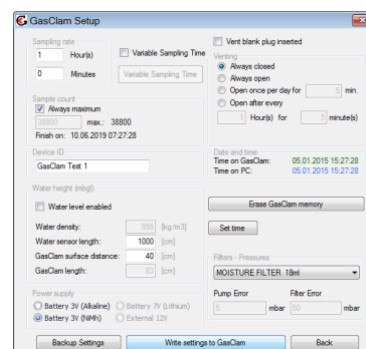 GasClam Setup
Sampling rate
1 Hour(s)
0 Minutes
Variable Sampling Time
Variable Sampling Time
Sample count
Always maximum
38800 max.: 38800
Finish on: 10.06.2019 07:27:28
Device ID
GasClam Test 1
Water height (mbgl)
Water level enabled
Water density: 998 [kg/m3]
Water sensor length: 1000 [cm]
GasClam surface distance: 40 [cm]
GasClam length: 83 [cm]
Power supply
Battery 3V (Alkaline)
Battery 7V (Lithium)
Battery 3V (NiMh)
External 12V
Vent blank plug inserted
Venting
Always closed
Always open
Open once per day for 5 min.
Open after every
1 Hour(s) for 5 minute(s)
Date and time
Time on GasClam: 05.01.2015 15:27:28
Time on PC: 05.01.2015 15:27:28
Erase GasClam memory
Set time
Filters - Pressures
MOISTURE FILTER 18ml
Pump Error
Filter Error
5 mbar
50 mbar
Backup Settings
Write settings to GasClam
Back